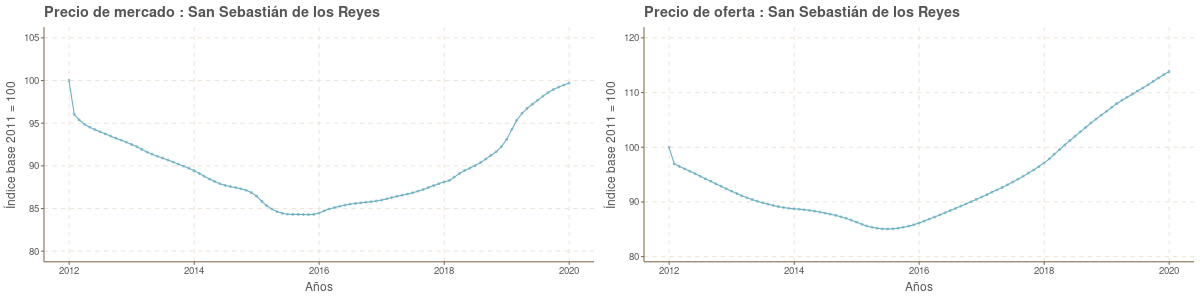 Precio de mercado : San Sebastián de los Reyes
105
100
95
90
85
80
Índice base 2011 = 100
2012 2014 2016 2018 2020
Años
Precio de oferta : San Sebastián de los Reyes
120
110
100
90
80
Índice base 2011 = 100
2012 2014 2016 2018 2020
Años